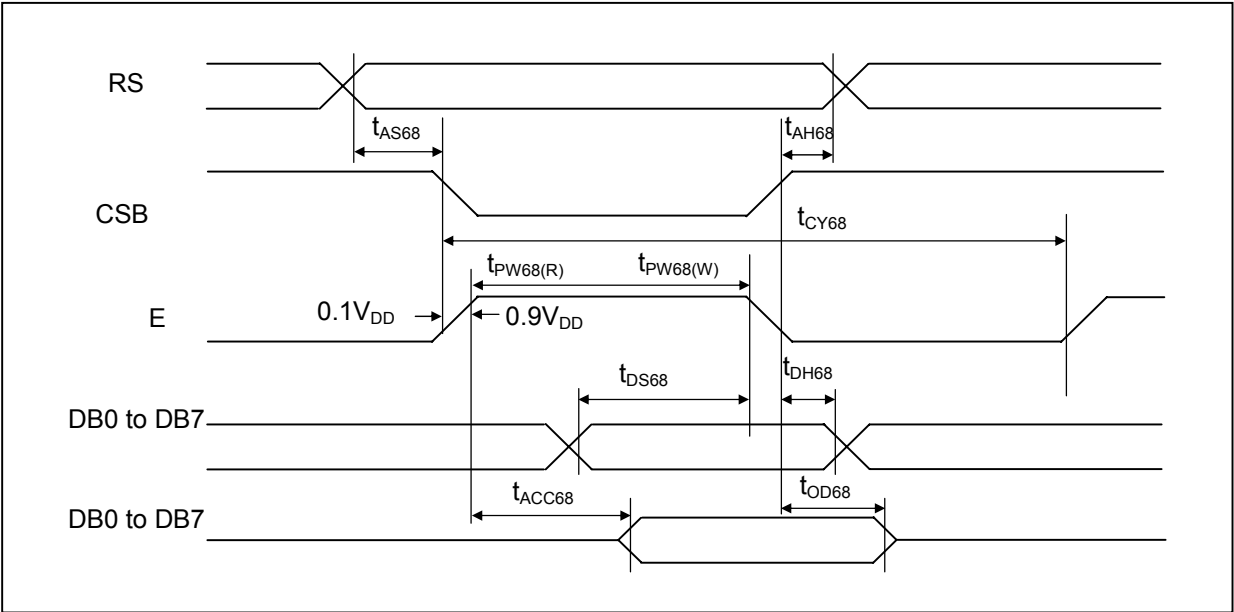 RS
tAS68
tAH68
CSB
tCY68
tPW68(R) tPW68(W)
E
0.1VDD
0.9VDD
tDS68
tDH68
DB0 to DB7
tACC68
tOD68
DB0 to DB7